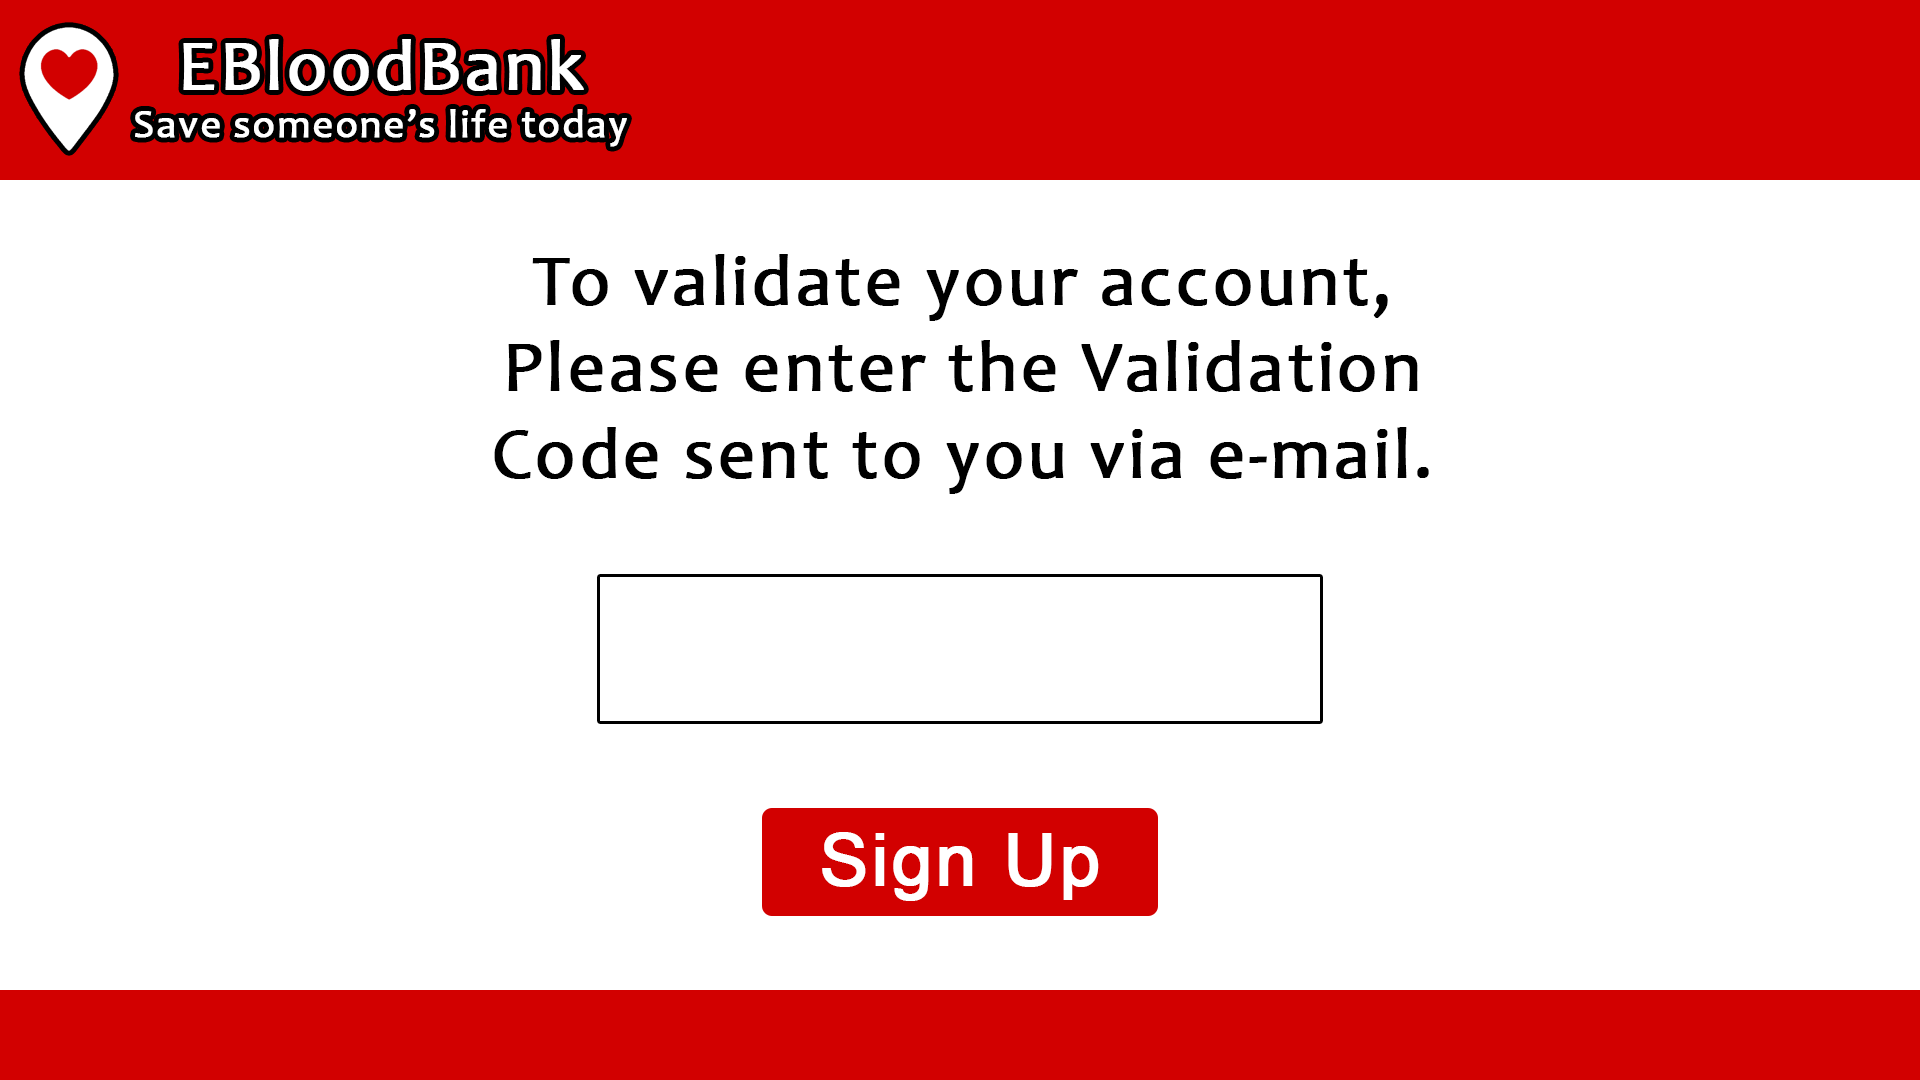 EBloodBank
Save someone’s life today
To validate your account,
Please enter the Validation
Code sent to you via e-mail.
Sign Up